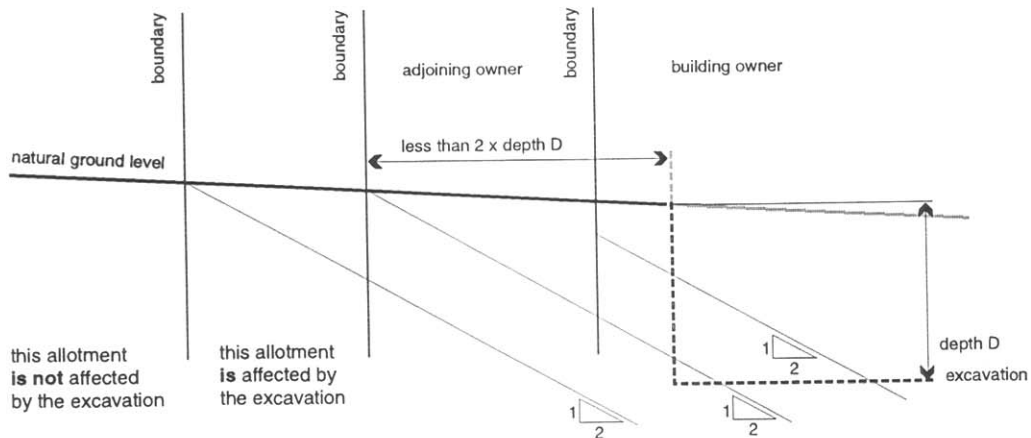 boundary
boundary
boundary
adjoining owner
building owner
less than 2 x depth D
natural ground level
this allotment
is not affected
by the excavation
this allotment
is affected by
the excavation
1
2
1
2
1
2
depth D
excavation